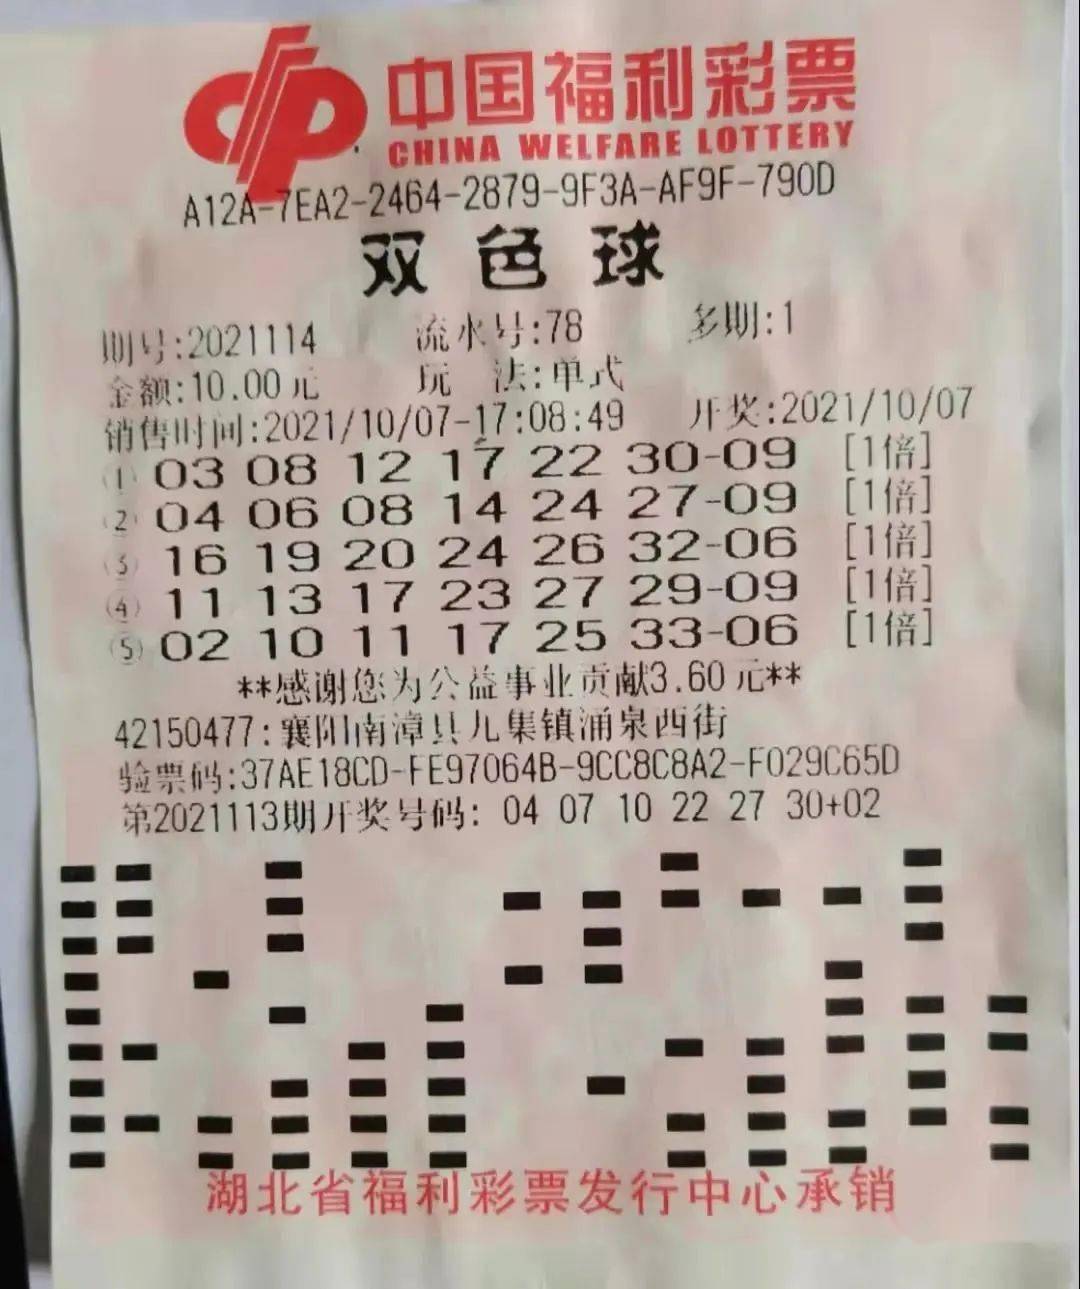 中国福利彩票
CHINA WELFARE LOTTERY
A12A-7EA2-2464-2879-9F3A-AF9F-790D
双色球
期号:2021114 流水号:78 多期:1
金额:10.00元 玩 法:单式
销售时间:2021/10/07-17:08:49 开奖:2021/10/07
① 03 08 12 17 22 30-09 [1倍]
② 04 06 08 14 24 27-09 [1倍]
③ 16 19 20 24 26 32-06 [1倍]
④ 11 13 17 23 27 29-09 [1倍]
⑤ 02 10 11 17 25 33-06 [1倍]
**感谢您为公益事业贡献3.60元**
42150477:襄阳南漳县九集镇涌泉西街
验票码:37AE18CD-FE97064B-9CC8C8A2-F029C65D
第2021113期开奖号码: 04 07 10 22 27 30+02
湖北省福利彩票发行中心承销